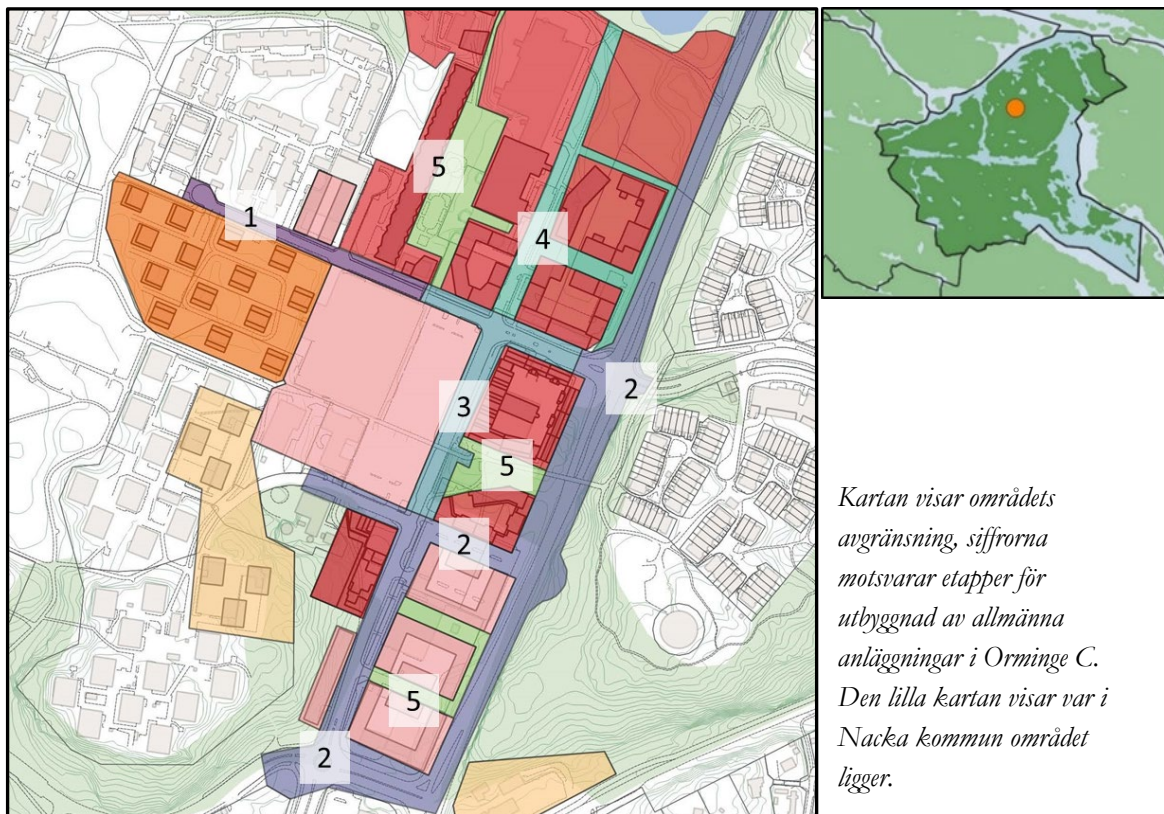 5
1
4
2
3
5
2
5
2
Kartan visar områdets
avgränsning, siffrorna
motsvarar etapper för
utbyggnad av allmänna
anläggningar i Orminge C.
Den lilla kartan visar var i
Nacka kommun området
ligger.